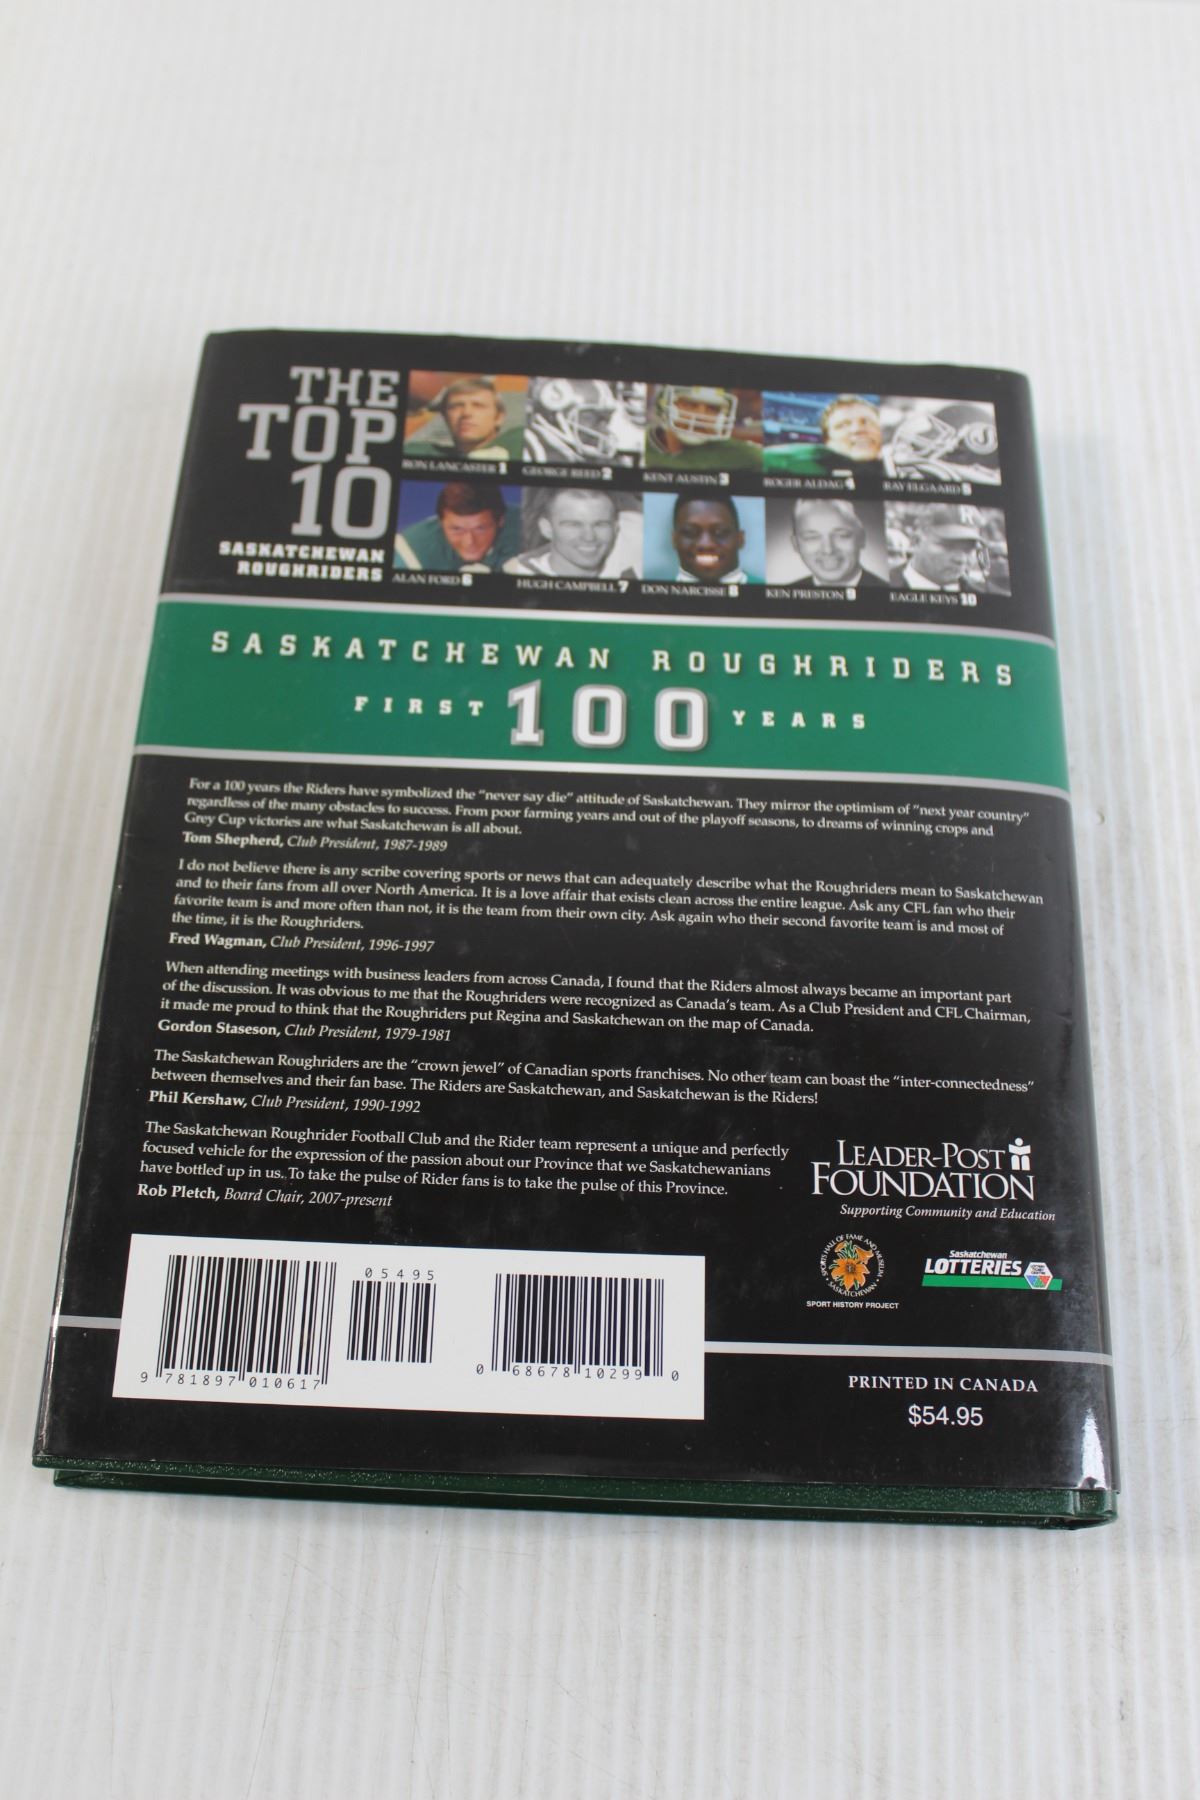 THE
TOP
10
SASKATCHEWAN
ROUGHRIDERS
RON LANCASTER 1 GEORGE REED 2 KENT AUSTIN 3 ROGER ALDAG 4 RAY ELGAARD 5
ALAN FORD 6 HUGH CAMPBELL 7 DON NARCISSE 8 KEN PRESTON 9 EAGLE KEYS 10
SASKATCHEWAN ROUGHRIDERS
FIRST 100 YEARS
For a 100 years the Riders have symbolized the "never say die" attitude of Saskatchewan. They mirror the optimism of "next year country"
regardless of the many obstacles to success. From poor farming years and out of the playoff seasons, to dreams of winning crops and
Grey Cup victories are what Saskatchewan is all about.
Tom Shepherd, Club President, 1987-1989
I do not believe there is any scribe covering sports or news that can adequately describe what the Roughriders mean to Saskatchewan
and to their fans from all over North America. It is a love affair that exists clean across the entire league. Ask any CFL fan who their
favorite team is and more often than not, it is the team from their own city. Ask again who their second favorite team is and most of
the time, it is the Roughriders.
Fred Wagman, Club President, 1996-1997
When attending meetings with business leaders from across Canada, I found that the Riders almost always became an important part
of the discussion. It was obvious to me that the Roughriders were recognized as Canada's team. As a Club President and CFL Chairman,
it made me proud to think that the Roughriders put Regina and Saskatchewan on the map of Canada.
Gordon Staseson, Club President, 1979-1981
The Saskatchewan Roughriders are the "crown jewel" of Canadian sports franchises. No other team can boast the "inter-connectedness"
between themselves and their fan base. The Riders are Saskatchewan, and Saskatchewan is the Riders!
Phil Kershaw, Club President, 1990-1992
The Saskatchewan Roughrider Football Club and the Rider team represent a unique and perfectly
focused vehicle for the expression of the passion about our Province that we Saskatchewanians
have bottled up in us. To take the pulse of Rider fans is to take the pulse of this Province.
Rob Pletch, Board Chair, 2007-present
LEADER-POST
FOUNDATION
Supporting Community and Education
SPORTS HALL OF FAME AND MUSEUM
SASKATCHEWAN
SPORT HISTORY PROJECT
Saskatchewan
LOTTERIES
05495
9 781897 010617
0 68678 10299 0
PRINTED IN CANADA
$54.95